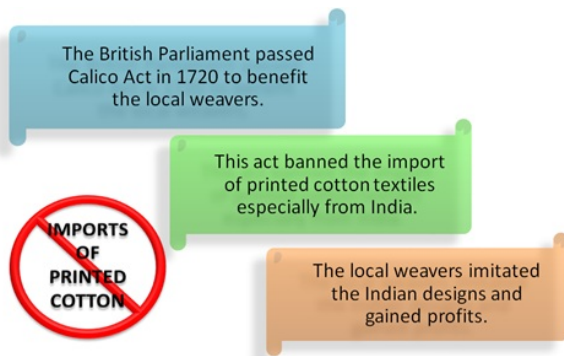 The British Parliament passed
Calico Act in 1720 to benefit
the local weavers.
This act banned the import
of printed cotton textiles
especially from India.
IMPORTS
OF
PRINTED
COTTON
The local weavers imitated
the Indian designs and
gained profits.